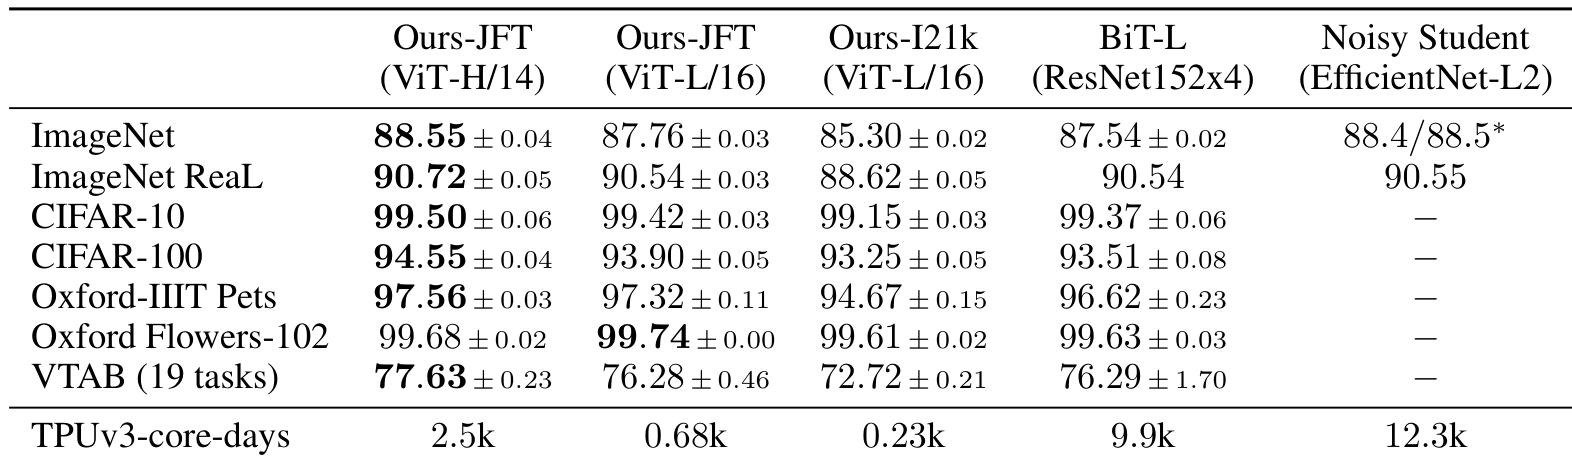 Ours-JFT Ours-JFT Ours-I21k BiT-L Noisy Student
(ViT-H/14) (ViT-L/16) (ViT-L/16) (ResNet152x4) (EfficientNet-L2)
ImageNet 88.55 ± 0.04 87.76 ± 0.03 85.30 ± 0.02 87.54 ± 0.02 88.4/88.5*
ImageNet ReaL 90.72 ± 0.05 90.54 ± 0.03 88.62 ± 0.05 90.54 90.55
CIFAR-10 99.50 ± 0.06 99.42 ± 0.03 99.15 ± 0.03 99.37 ± 0.06 −
CIFAR-100 94.55 ± 0.04 93.90 ± 0.05 93.25 ± 0.05 93.51 ± 0.08 −
Oxford-IIIT Pets 97.56 ± 0.03 97.32 ± 0.11 94.67 ± 0.15 96.62 ± 0.23 −
Oxford Flowers-102 99.68 ± 0.02 99.74 ± 0.00 99.61 ± 0.02 99.63 ± 0.03 −
VTAB (19 tasks) 77.63 ± 0.23 76.28 ± 0.46 72.72 ± 0.21 76.29 ± 1.70 −
TPUv3-core-days 2.5k 0.68k 0.23k 9.9k 12.3k